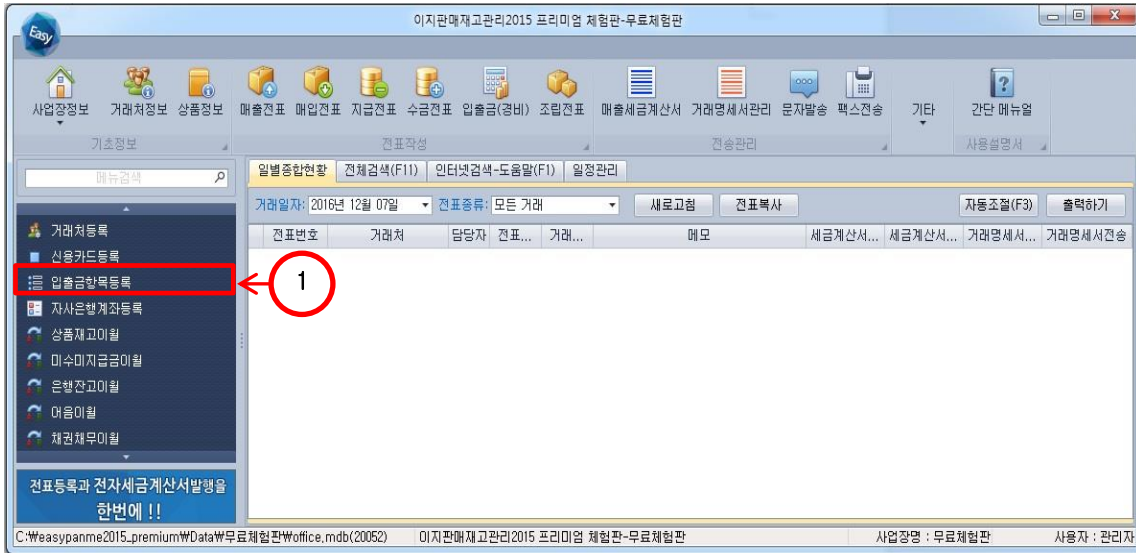 이지판매재고관리2015 프리미엄 체험판-무료체험판
Easy
사업장정보 거래처정보 상품정보 매출전표 매입전표 지급전표 수금전표 입출금(경비) 조립전표 매출세금계산서 거래명세서관리 문자발송 팩스전송 기타 간단 메뉴얼
기초정보 전표작성 전송관리 사용설명서
메뉴검색
일별종합현황 전체검색(F11) 인터넷검색-도움말(F1) 일정관리
거래일자: 2016년 12월 07일 전표종류: 모든 거래 새로고침 전표복사 자동조절(F3) 출력하기
전표번호 거래처 담당자 전표... 거래... 메모 세금계산서... 세금계산서... 거래명세서... 거래명세서전송
거래처등록
신용카드등록
입출금항목등록
1
자사은행계좌등록
상품재고이월
미수미지급금이월
은행잔고이월
어음이월
채권채무이월
전표등록과 전자세금계산서발행을
한번에 !!
C:₩easypanme2015_premium₩Data₩무료체험판₩office.mdb(20052) 이지판매재고관리2015 프리미엄 체험판-무료체험판 사업장명 : 무료체험판 사용자 : 관리자